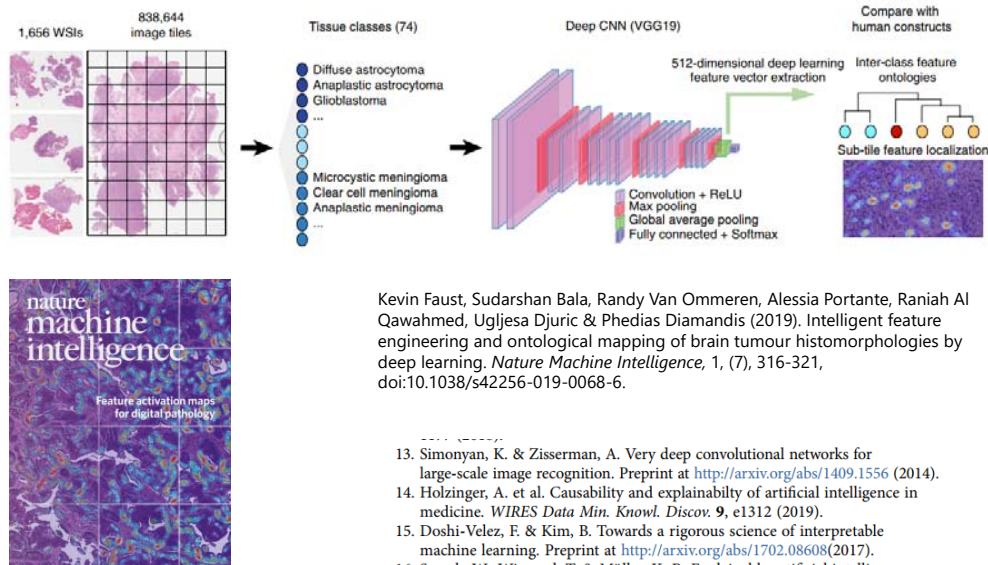 1,656 WSIs
838,644
image tiles
Tissue classes (74)
Diffuse astrocytoma
Anaplastic astrocytoma
Glioblastoma
...
Microcystic meningioma
Clear cell meningioma
Anaplastic meningioma
...
Deep CNN (VGG19)
512-dimensional deep learning
feature vector extraction
Convolution + ReLU
Max pooling
Global average pooling
Fully connected + Softmax
Compare with
human constructs
Inter-class feature
ontologies
Sub-tile feature localization
nature
machine
intelligence
Feature activation maps
for digital pathology
Kevin Faust, Sudarshan Bala, Randy Van Ommeren, Alessia Portante, Raniah Al
Qawahmed, Ugljesa Djuric & Phedias Diamandis (2019). Intelligent feature
engineering and ontological mapping of brain tumour histomorphologies by
deep learning. Nature Machine Intelligence, 1, (7), 316-321,
doi:10.1038/s42256-019-0068-6.
13. Simonyan, K. & Zisserman, A. Very deep convolutional networks for
large-scale image recognition. Preprint at http://arxiv.org/abs/1409.1556 (2014).
14. Holzinger, A. et al. Causability and explainabilty of artificial intelligence in
medicine. WIRES Data Min. Knowl. Discov. 9, e1312 (2019).
15. Doshi-Velez, F. & Kim, B. Towards a rigorous science of interpretable
machine learning. Preprint at http://arxiv.org/abs/1702.08608(2017).